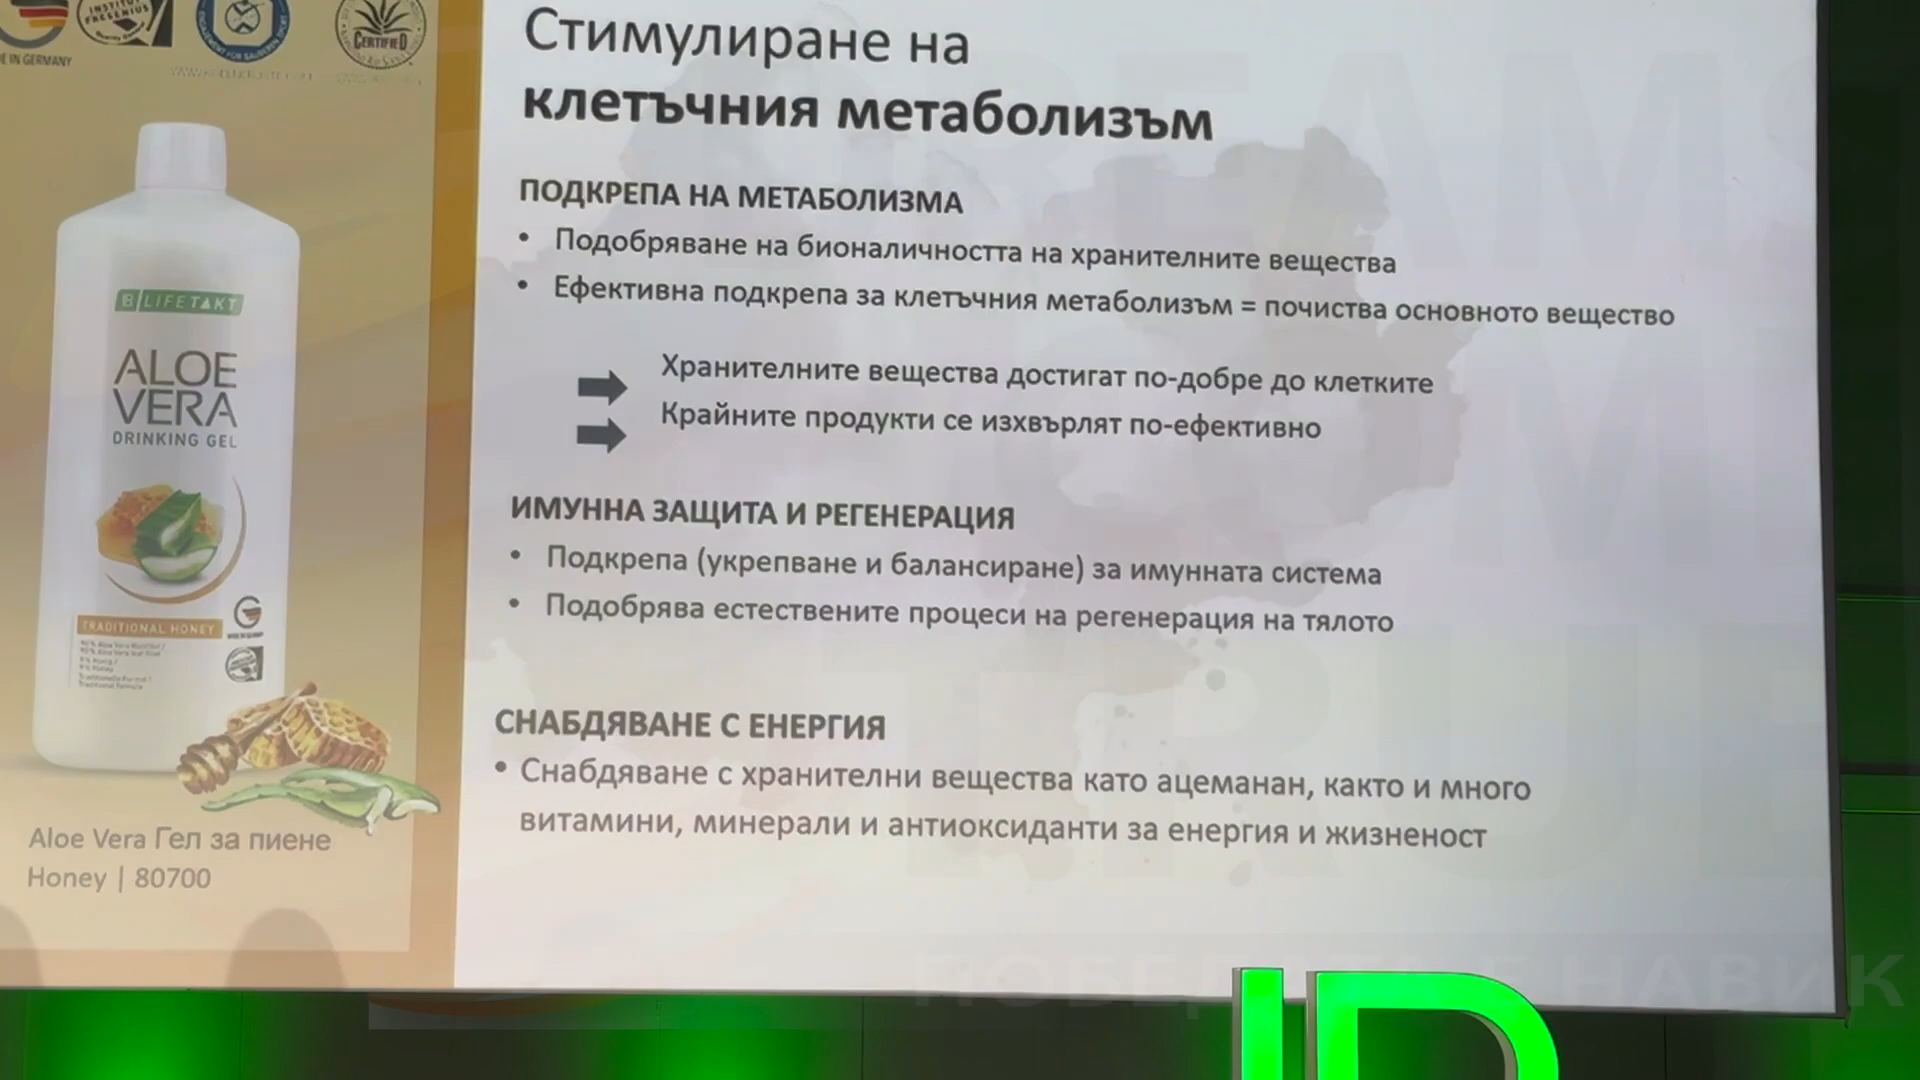 INSTITUT
FRESENIUS
CERTIFIED
Стимулиране на
клетъчния метаболизъм
ПОДКРЕПА НА МЕТАБОЛИЗМА
• Подобряване на бионаличността на хранителните вещества
• Ефективна подкрепа за клетъчния метаболизъм = почиства основното вещество
Хранителните вещества достигат по-добре до клетките
Крайните продукти се изхвърлят по-ефективно
ИМУННА ЗАЩИТА И РЕГЕНЕРАЦИЯ
• Подкрепа (укрепване и балансиране) за имунната система
• Подобрява естествените процеси на регенерация на тялото
СНАБДЯВАНЕ С ЕНЕРГИЯ
• Снабдяване с хранителни вещества като ацеманан, както и много
витамини, минерали и антиоксиданти за енергия и жизненост
LIFETAKT
ALOE
VERA
DRINKING GEL
TRADITIONAL HONEY
Aloe Vera Гел за пиене
Honey | 80700